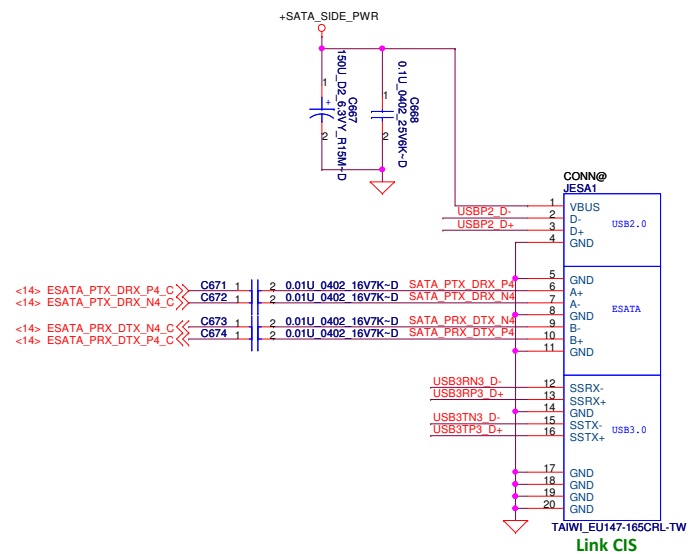 +SATA_SIDE_PWR
1
2
+
150U_D2_6.3VY_R15M~D
C667
1
2
0.1U_0402_25V6K~D
C668
CONN@
JESA1
1 VBUS
USBP2_D- 2 D-
USBP2_D+ 3 D+
4 GND
USB2.0
5 GND
<14> ESATA_PTX_DRX_P4_C C671 1 2 0.01U_0402_16V7K~D SATA_PTX_DRX_P4 6 A+
<14> ESATA_PTX_DRX_N4_C C672 1 2 0.01U_0402_16V7K~D SATA_PTX_DRX_N4 7 A-
ESATA
8 GND
<14> ESATA_PRX_DTX_N4_C C673 1 2 0.01U_0402_16V7K~D SATA_PRX_DTX_N4 9 B-
<14> ESATA_PRX_DTX_P4_C C674 1 2 0.01U_0402_16V7K~D SATA_PRX_DTX_P4 10 B+
11 GND
USB3RN3_D- 12 SSRX-
USB3RP3_D+ 13 SSRX+
14 GND
USB3TN3_D- 15 SSTX-
USB3TP3_D+ 16 SSTX+
USB3.0
17 GND
18 GND
19 GND
20 GND
TAIWI_EU147-165CRL-TW
Link CIS